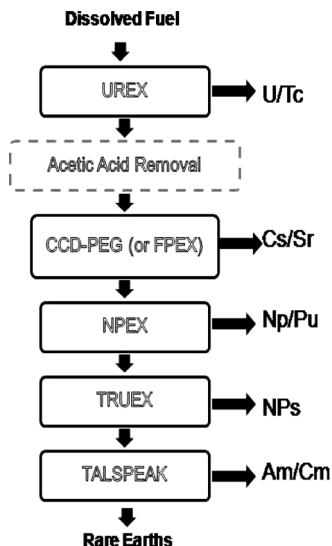 Dissolved Fuel
UREX
U/Tc
Acetic Acid Removal
CCD-PEG (or FPEX)
Cs/Sr
NPEX
Np/Pu
TRUEX
NPs
TALSPEAK
Am/Cm
Rare Earths